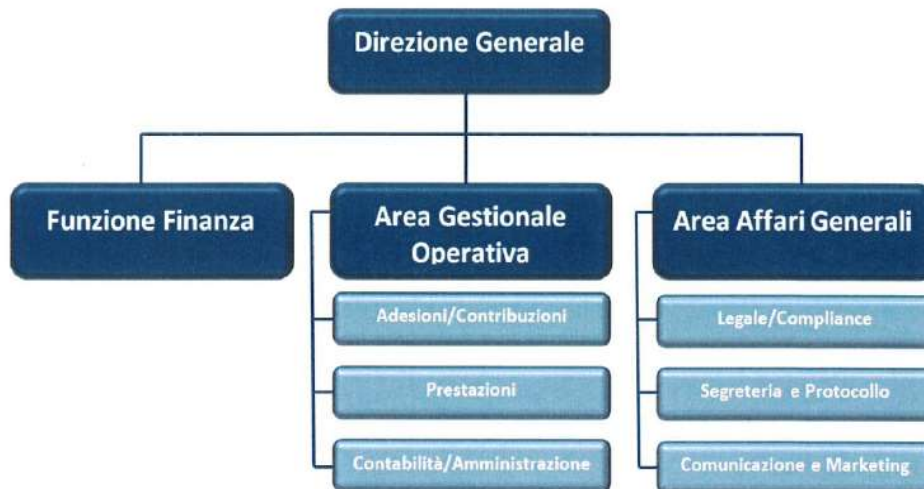 Direzione Generale
Funzione Finanza
Area Gestionale
Operativa
Adesioni/Contribuzioni
Prestazioni
Contabilità/Amministrazione
Area Affari Generali
Legale/Compliance
Segreteria e Protocollo
Comunicazione e Marketing